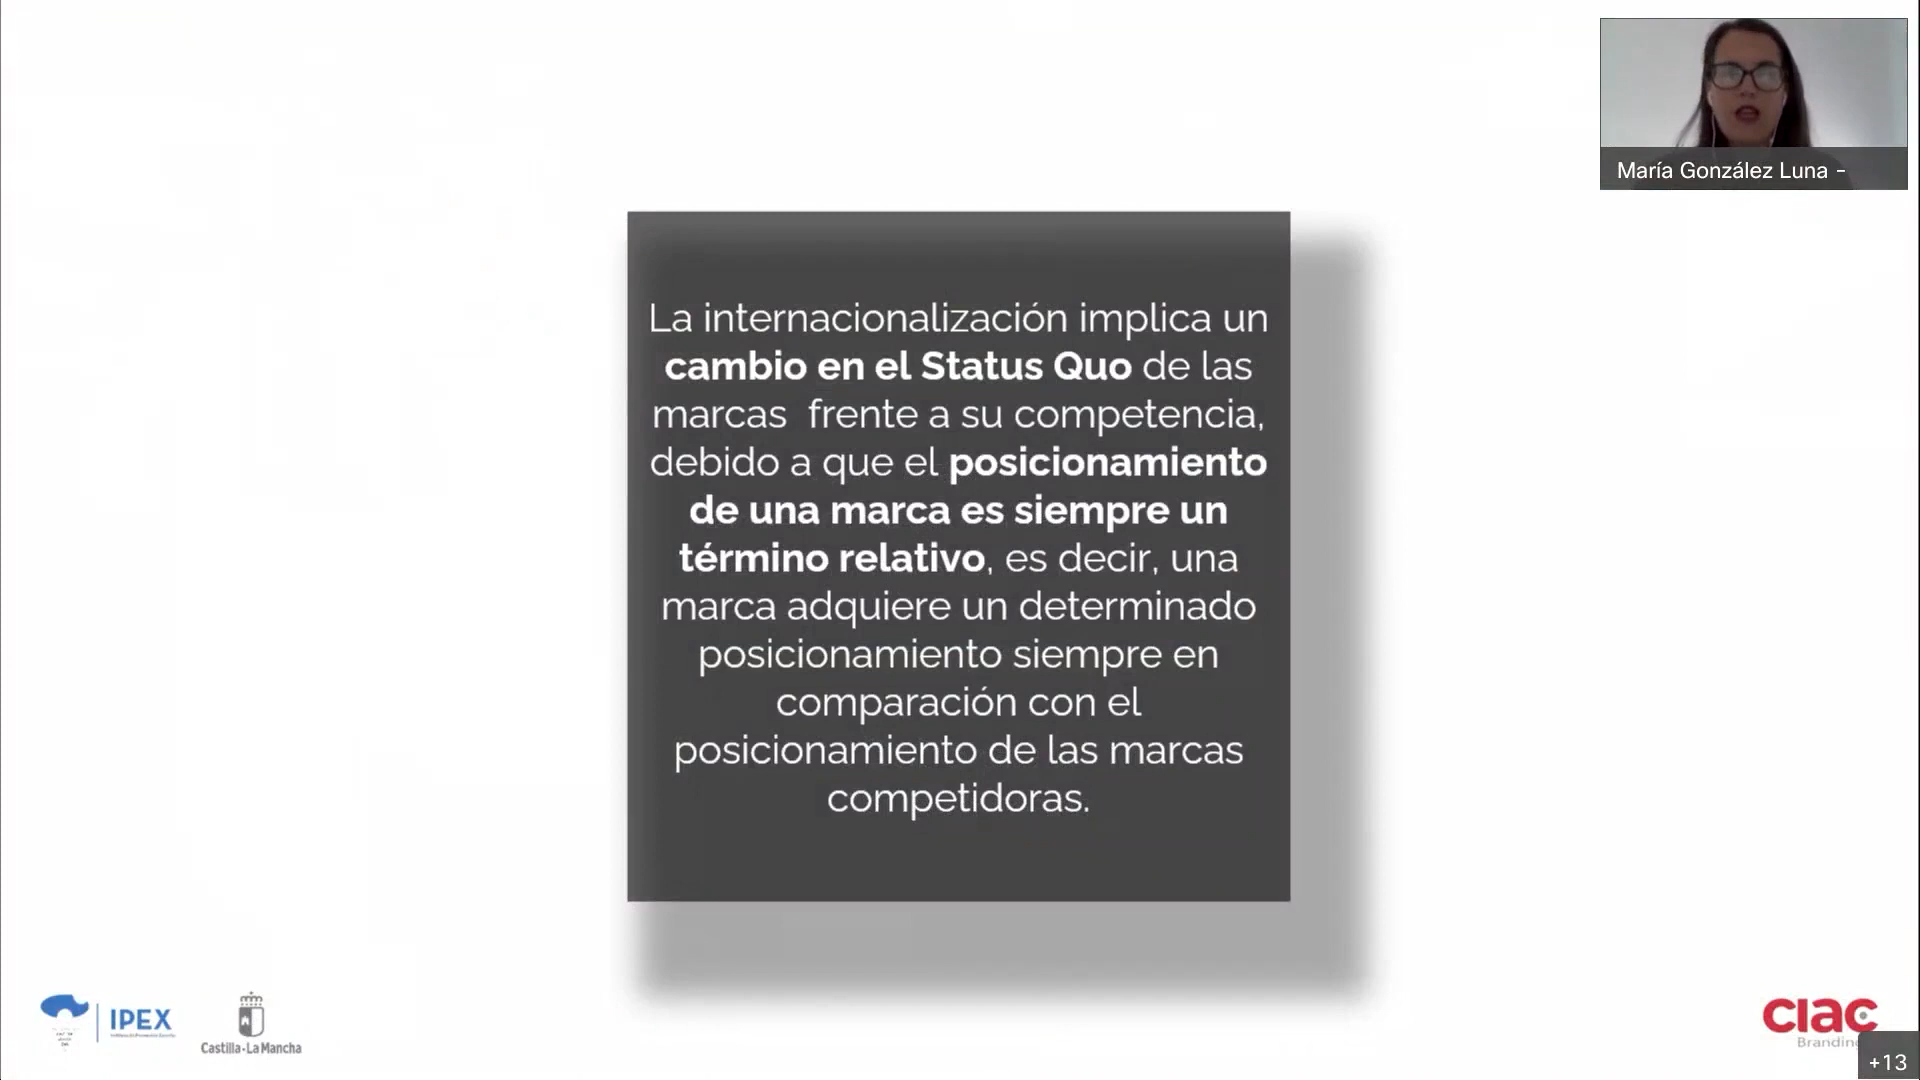 María González Luna -
La internacionalización implica un
cambio en el Status Quo de las
marcas frente a su competencia,
debido a que el posicionamiento
de una marca es siempre un
término relativo, es decir, una
marca adquiere un determinado
posicionamiento siempre en
comparación con el
posicionamiento de las marcas
competidoras.
IPEX
Castilla-La Mancha
ciac
Branding
+13